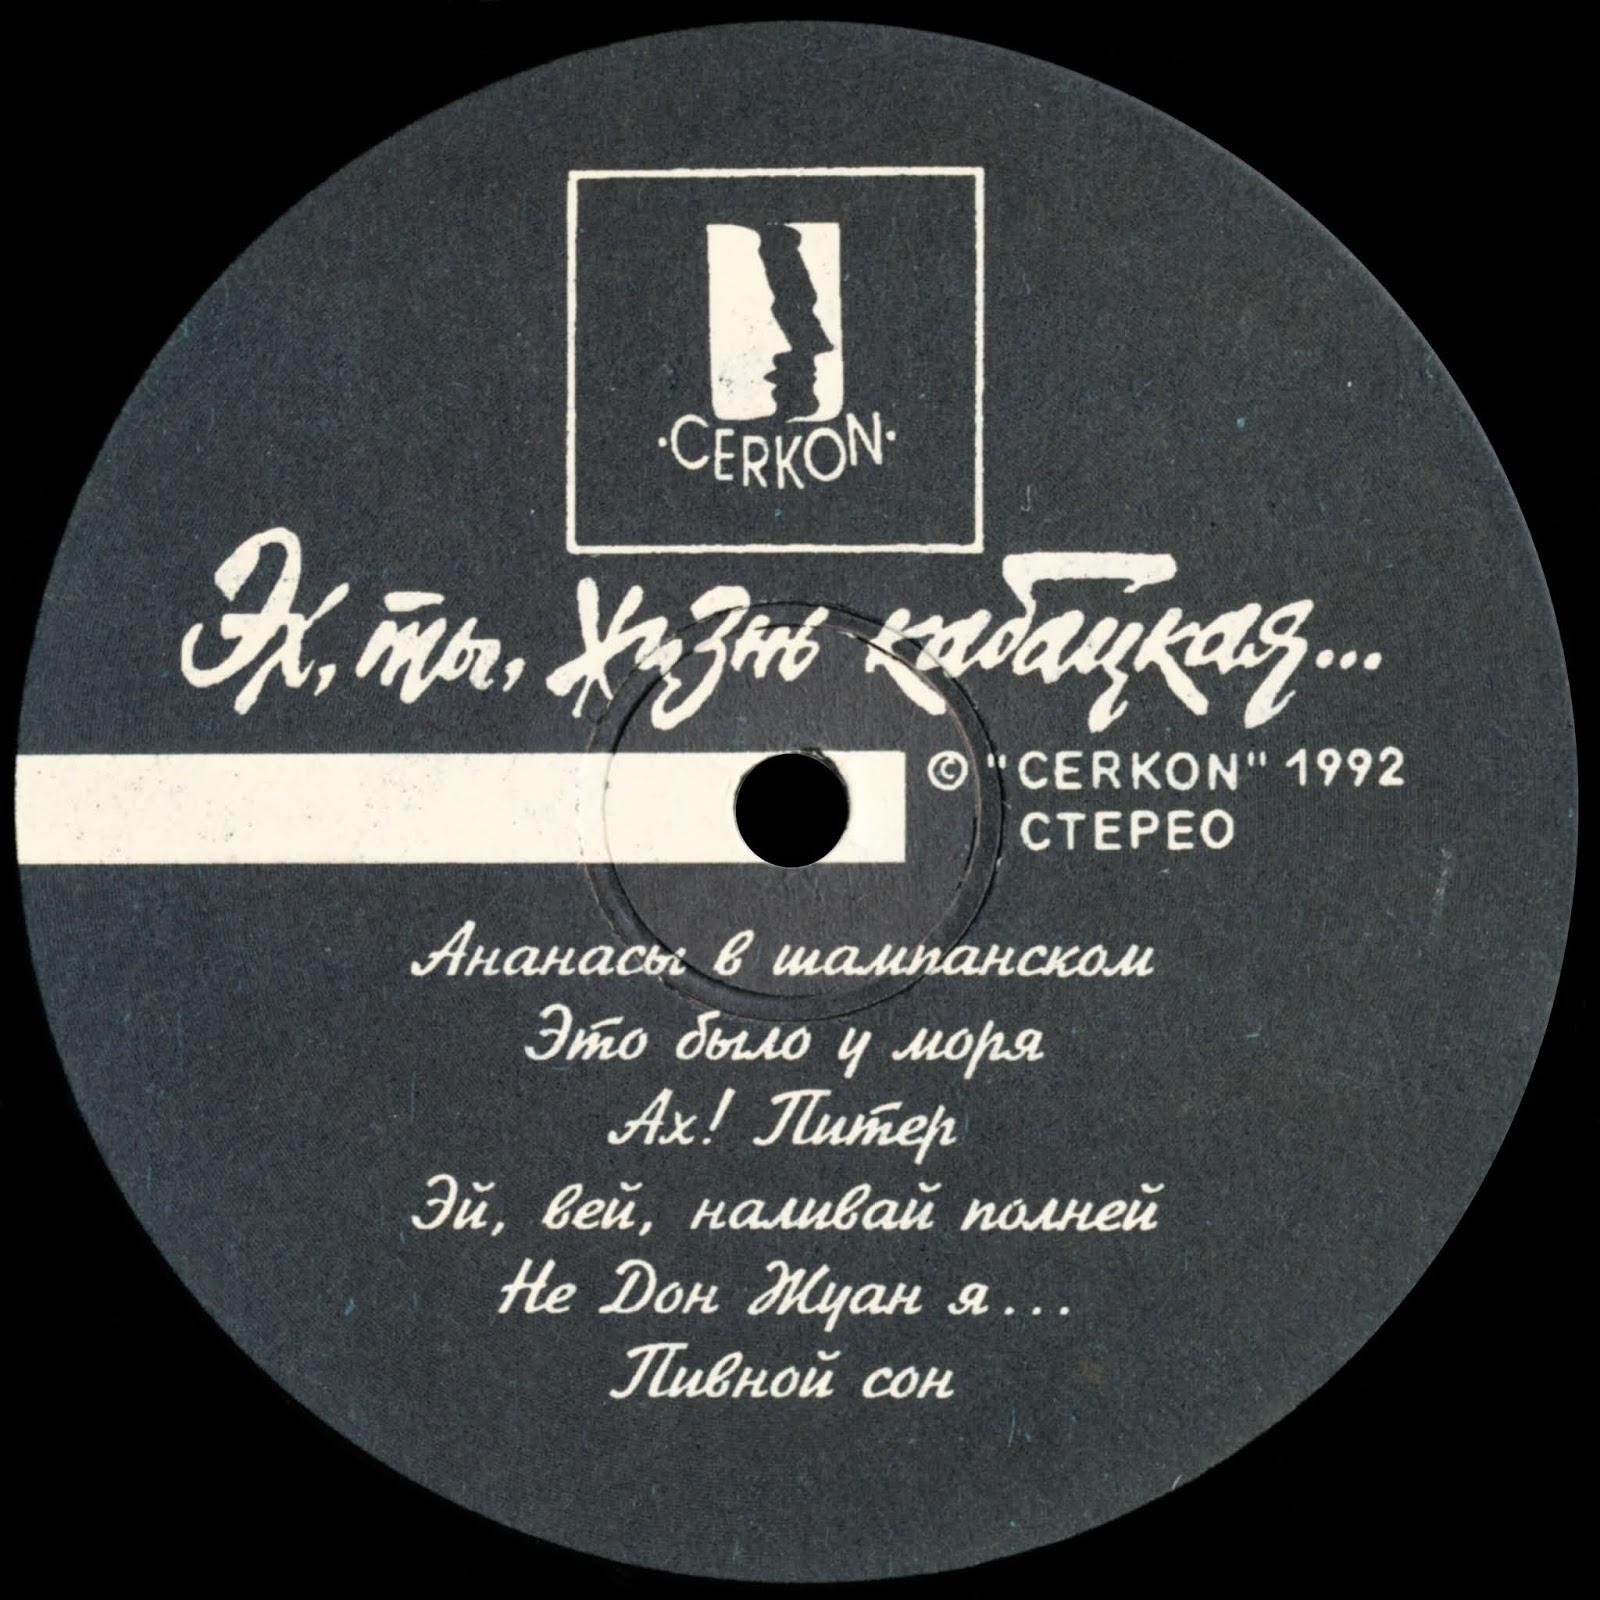 ·CERKON·
Эх, ты, жизнь кабацкая...
© "CERKON" 1992
СТЕРЕО
Ананасы в шампанском
Это было у моря
Ах! Питер
Эй, вей, наливай полней
Не Дон Жуан я...
Пивной сон